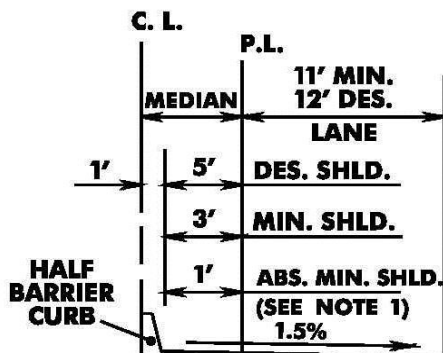 C. L.
P.L.
11' MIN.
12' DES.
MEDIAN
LANE
1'
5'
DES. SHLD.
3'
MIN. SHLD.
1'
ABS. MIN. SHLD.
(SEE NOTE 1)
HALF
BARRIER
CURB
1.5%